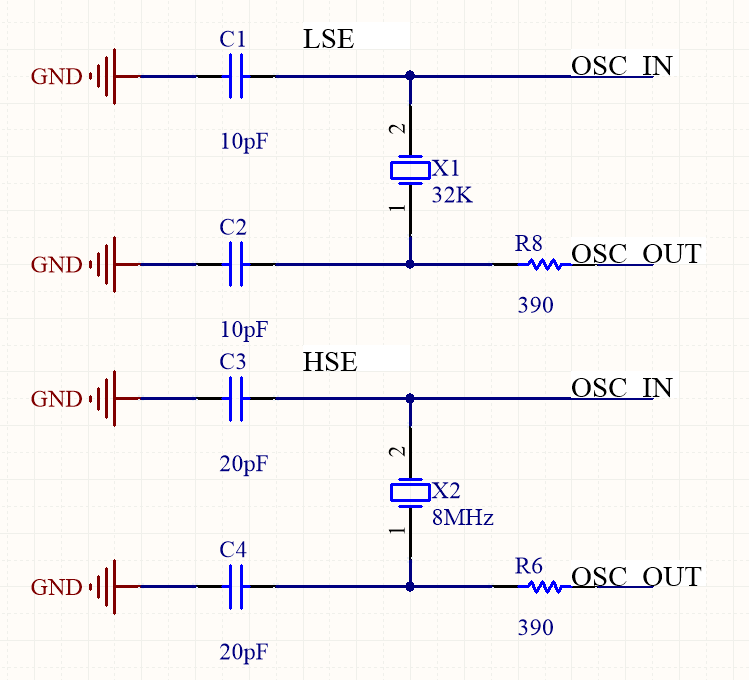 C1 LSE
GND OSC_IN
10pF
2
X1
32K
1
C2
R8
GND OSC_OUT
390
10pF
C3 HSE
GND OSC_IN
20pF
2
X2
8MHz
1
C4
R6
GND OSC_OUT
390
20pF